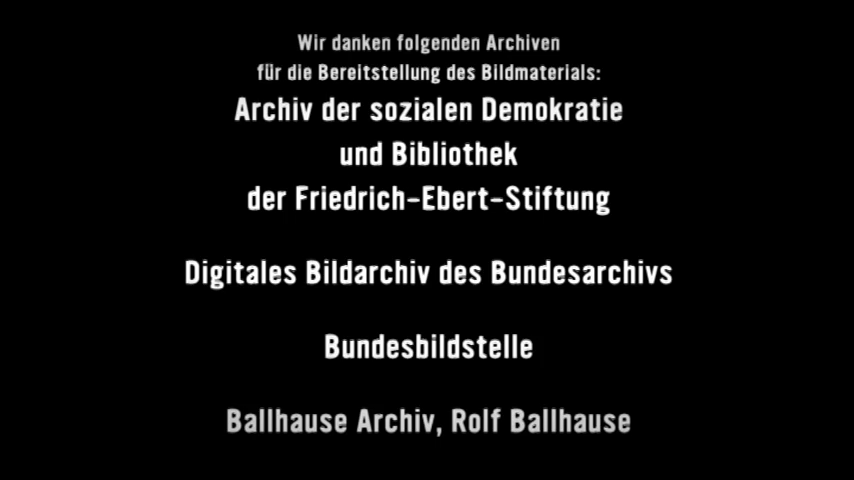 Wir danken folgenden Archiven
für die Bereitstellung des Bildmaterials:
Archiv der sozialen Demokratie
und Bibliothek
der Friedrich-Ebert-Stiftung
Digitales Bildarchiv des Bundesarchivs
Bundesbildstelle
Ballhause Archiv, Rolf Ballhause